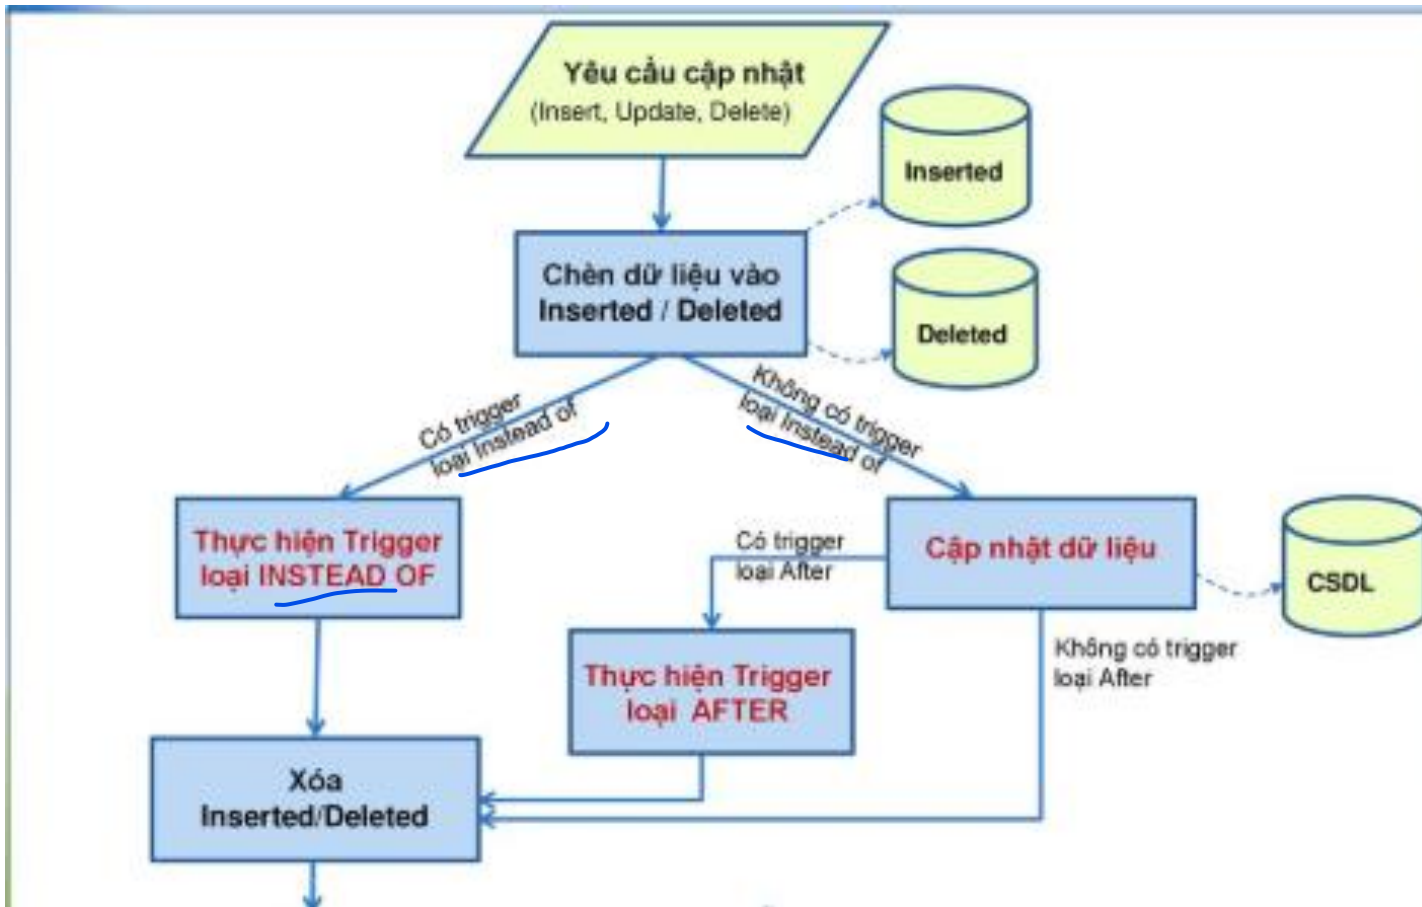 Yêu cầu cập nhật
(Insert, Update, Delete)
Inserted
Chèn dữ liệu vào
Inserted / Deleted
Deleted
Có trigger
loại Instead of
Không có trigger
loại Instead of
Thực hiện Trigger
loại INSTEAD OF
Có trigger
loại After
Cập nhật dữ liệu
CSDL
Không có trigger
loại After
Thực hiện Trigger
loại AFTER
Xóa
Inserted/Deleted